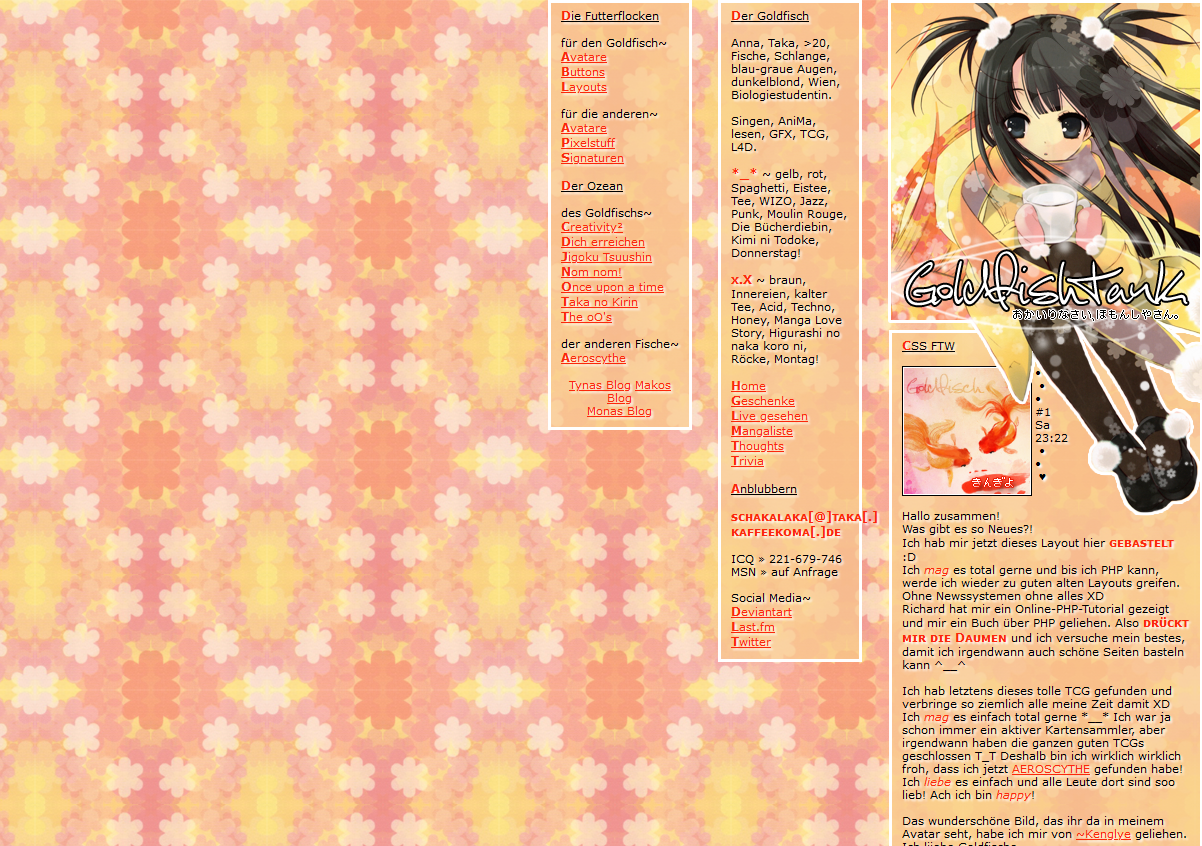 Die Futterflocken
für den Goldfisch~
Avatare
Buttons
Layouts
für die anderen~
Avatare
Pixelstuff
Signaturen
Der Ozean
des Goldfischs~
Creativity²
Dich erreichen
Jigoku Tsuushin
Nom nom!
Once upon a time
Taka no Kirin
The oO's
der anderen Fische~
Aeroscythe
Tynas Blog Makos
Blog
Monas Blog
Der Goldfisch
Anna, Taka, >20,
Fische, Schlange,
blau-graue Augen,
dunkelblond, Wien,
Biologiestudentin.
Singen, AniMa,
lesen, GFX, TCG,
L4D.
*_* ~ gelb, rot,
Spaghetti, Eistee,
Tee, WIZO, Jazz,
Punk, Moulin Rouge,
Die Bücherdiebin,
Kimi ni Todoke,
Donnerstag!
x.X ~ braun,
Innereien, kalter
Tee, Acid, Techno,
Honey, Manga Love
Story, Higurashi no
naka koro ni,
Röcke, Montag!
Home
Geschenke
Live gesehen
Mangaliste
Thoughts
Trivia
Anblubbern
schakalaka[@]taka[.]
kaffeekoma[.]de
ICQ » 221-679-746
MSN » auf Anfrage
Social Media~
Deviantart
Last.fm
Twitter
Goldfishtank
おかいりなさい,ほもんしやさん。
CSS FTW
Goldfisch
きんぎょ
#1
Sa
23:22
♥
Hallo zusammen!
Was gibt es so Neues?!
Ich hab mir jetzt dieses Layout hier gebastelt
:D
Ich mag es total gerne und bis ich PHP kann,
werde ich wieder zu guten alten Layouts greifen.
Ohne Newssystemen ohne alles XD
Richard hat mir ein Online-PHP-Tutorial gezeigt
und mir ein Buch über PHP geliehen. Also drückt
mir die Daumen und ich versuche mein bestes,
damit ich irgendwann auch schöne Seiten basteln
kann ^__^
Ich hab letztens dieses tolle TCG gefunden und
verbringe so ziemlich alle meine Zeit damit XD
Ich mag es einfach total gerne *__* Ich war ja
schon immer ein aktiver Kartensammler, aber
irgendwann haben die ganzen guten TCGs
geschlossen T_T Deshalb bin ich wirklich wirklich
froh, dass ich jetzt AEROSCYTHE gefunden habe!
Ich liebe es einfach und alle Leute dort sind soo
lieb! Ach ich bin happy!
Das wunderschöne Bild, das ihr da in meinem
Avatar seht, habe ich mir von ~Kenglye geliehen.